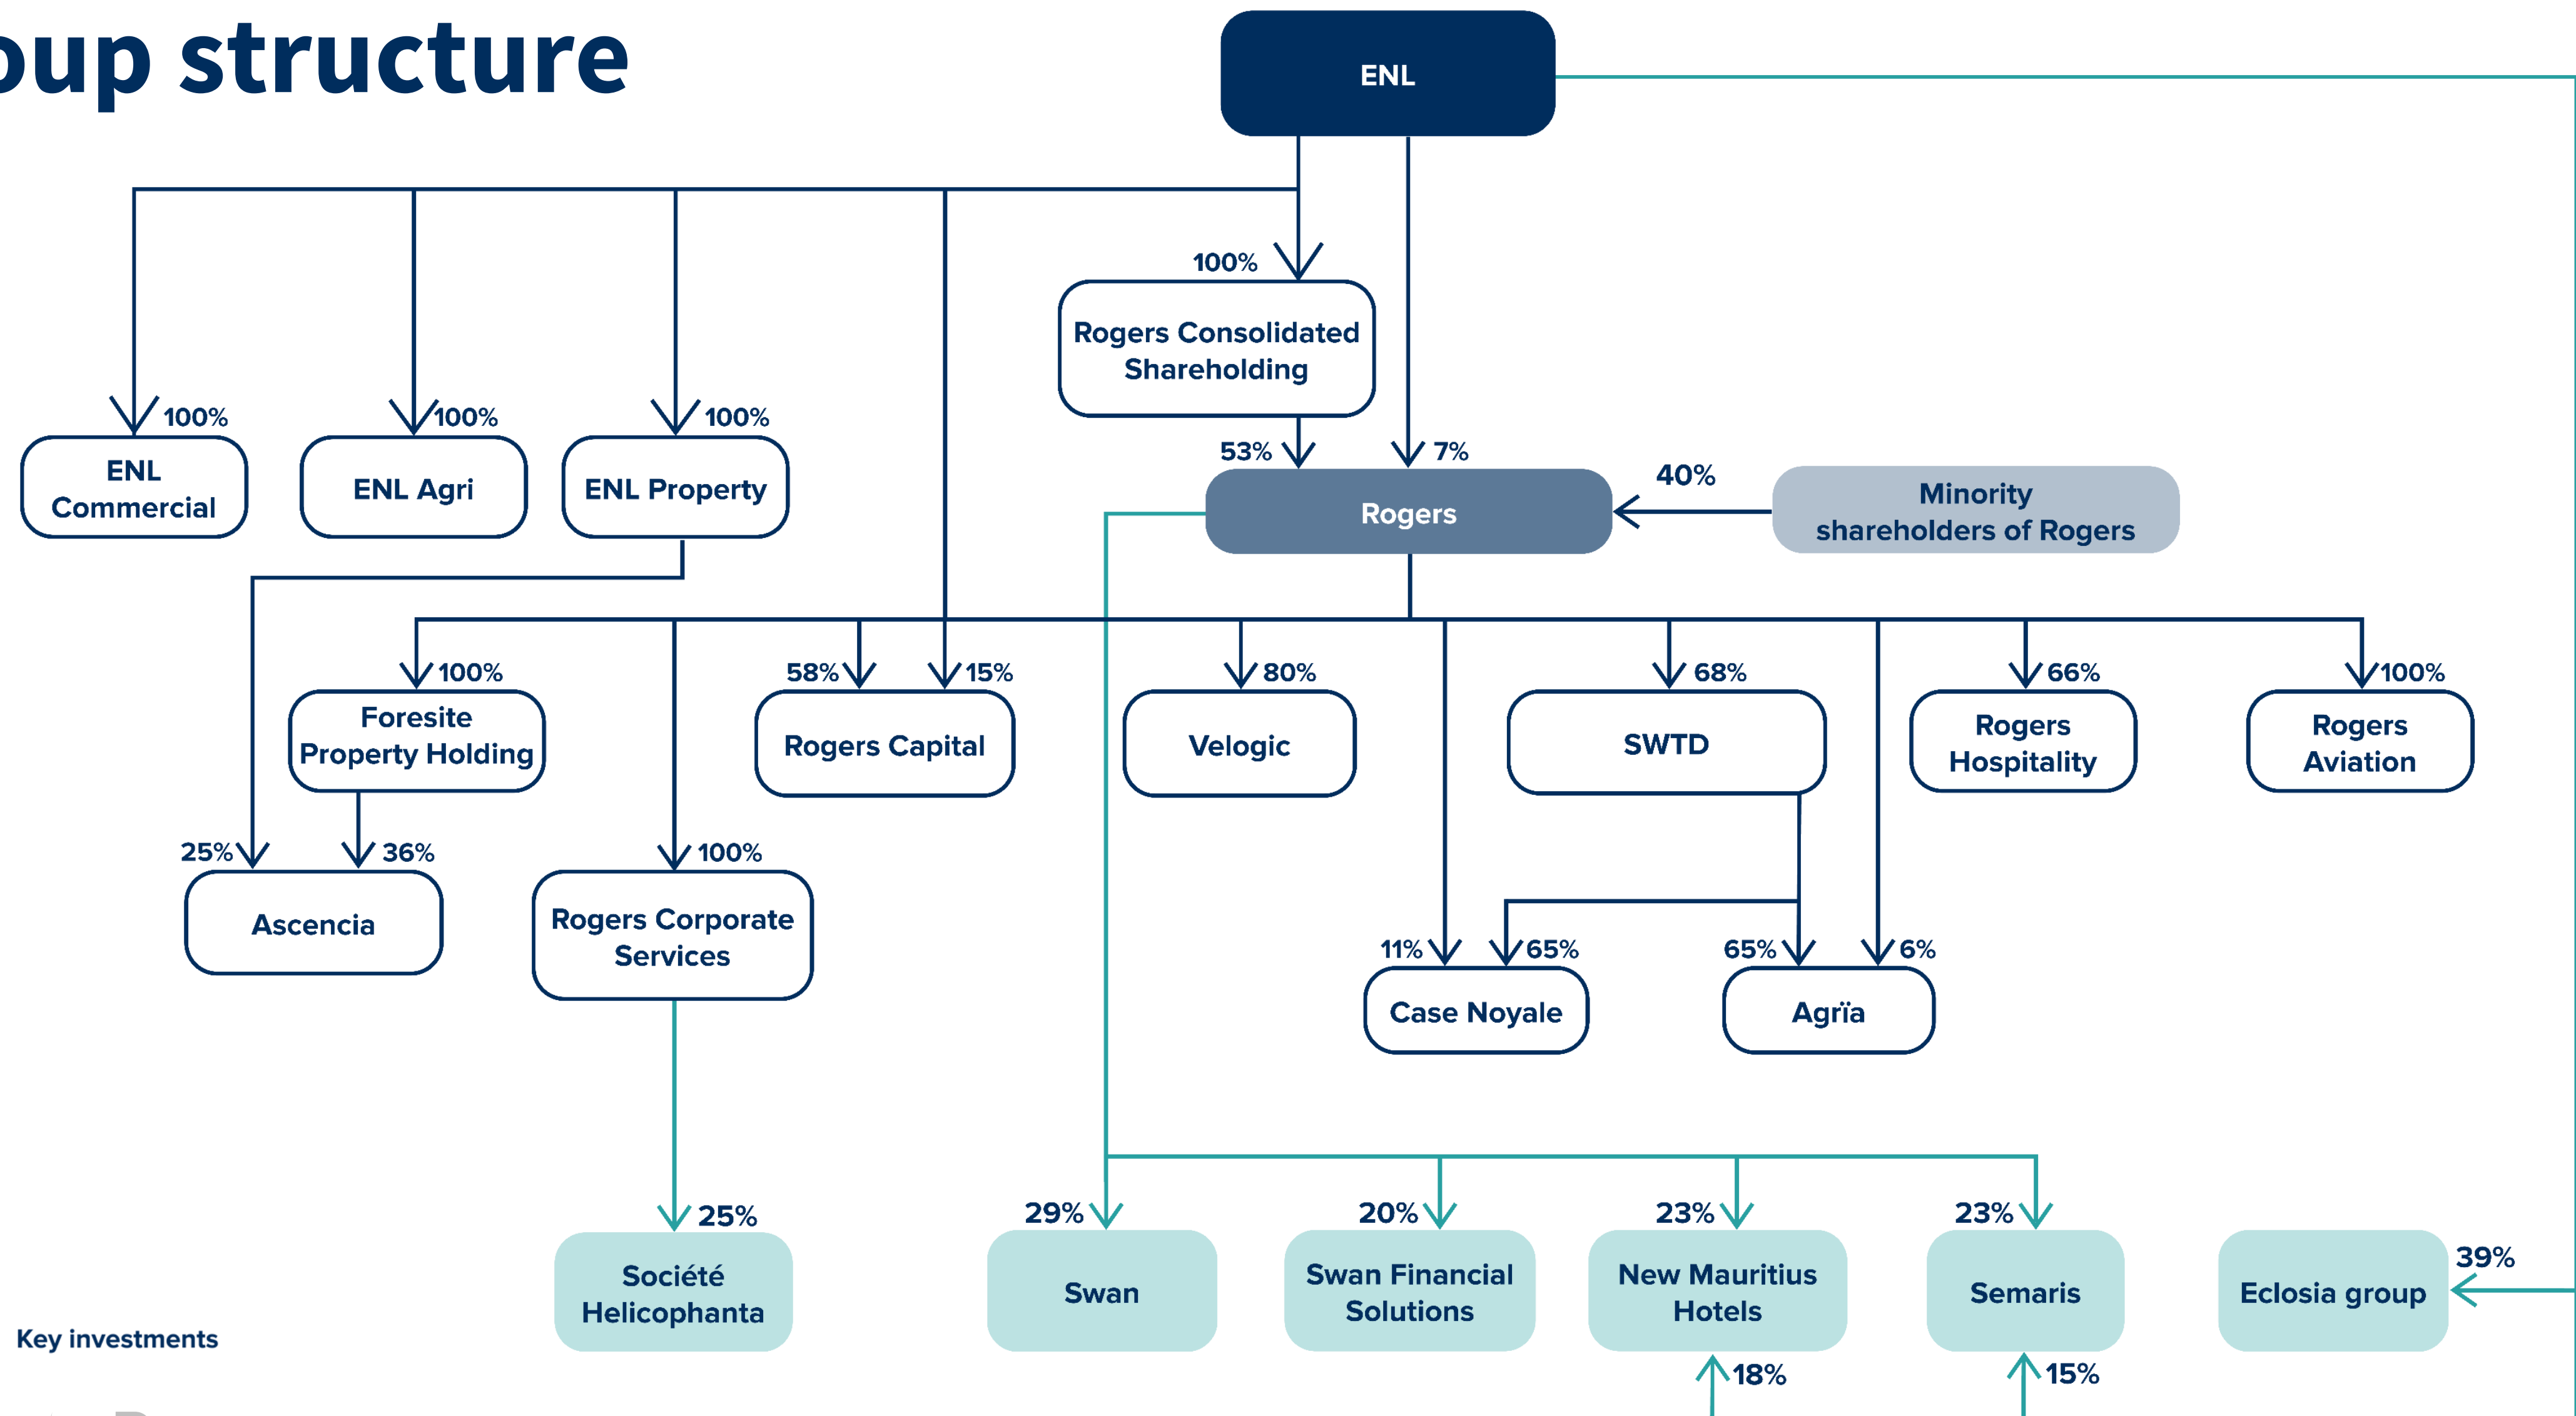 oup structure
ENL
100%
Rogers Consolidated
Shareholding
100%
100%
100%
ENL
Commercial
ENL Agri
ENL Property
53%
7%
Rogers
40%
Minority
shareholders of Rogers
100%
58%
15%
80%
68%
66%
100%
Foresite
Property Holding
Rogers Capital
Velogic
SWTD
Rogers
Hospitality
Rogers
Aviation
25%
36%
100%
Ascencia
Rogers Corporate
Services
11%
65%
65%
6%
Case Noyale
Agrïa
25%
29%
20%
23%
23%
Société
Helicophanta
Swan
Swan Financial
Solutions
New Mauritius
Hotels
Semaris
Eclosia group
39%
Key investments
18%
15%